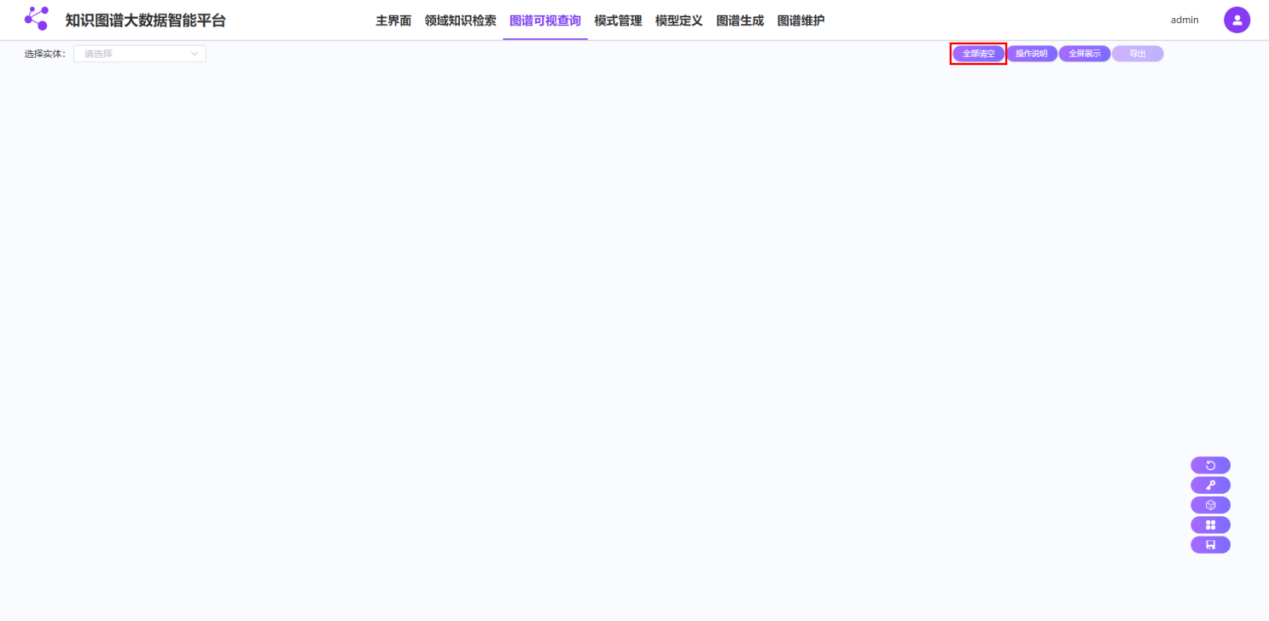 知识图谱大数据智能平台 主界面 领域知识检索 图谱可视查询 模式管理 模型定义 图谱生成 图谱维护 admin
选择实体： 请选择 全部清空 操作说明 全屏展示 导出